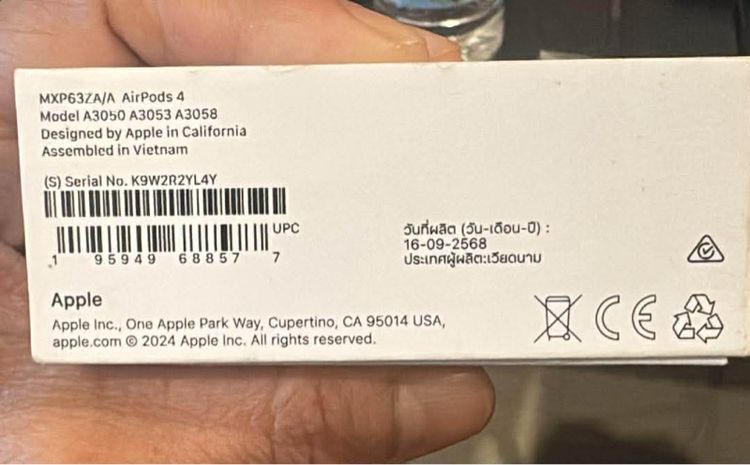 MXP63ZA/A AirPods 4
Model A3050 A3053 A3058
Designed by Apple in California
Assembled in Vietnam
(S) Serial No. K9W2R2YL4Y
UPC
1 95949 68857 7
วันที่ผลิต (วัน-เดือน-ปี) :
16-09-2568
ประเทศผู้ผลิต:เวียดนาม
Apple
Apple Inc., One Apple Park Way, Cupertino, CA 95014 USA,
apple.com © 2024 Apple Inc. All rights reserved.
CE